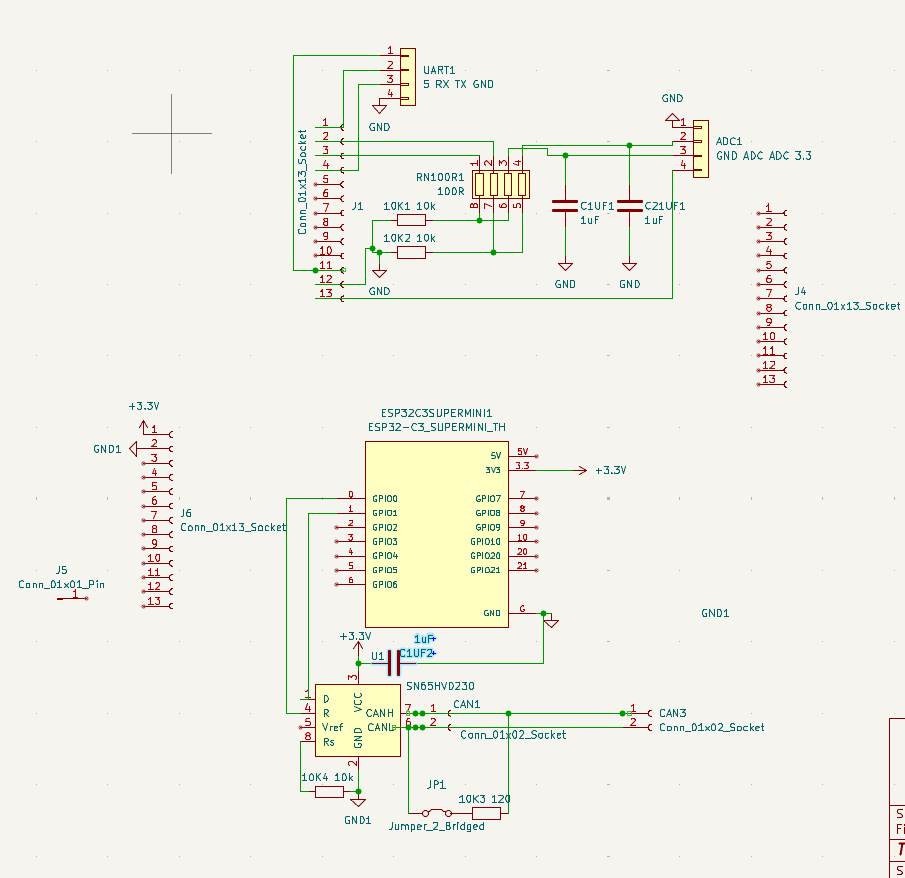 1
2
3
4
UART1
5 RX TX GND
GND
GND
1
2
3
4
ADC1
GND ADC ADC 3.3
Conn_01x13_Socket
1
2
3
4
5
6
7
8
9
10
11
12
13
J1
RN100R1
100R
1
2
3
4
8
7
6
5
10K1 10k
10K2 10k
GND
C1UF1
1uF
C21UF1
1uF
GND
GND
1
2
3
4
5
6
7
8
9
10
11
12
13
J4
Conn_01x13_Socket
+3.3V
GND1
1
2
3
4
5
6
7
8
9
10
11
12
13
J6
Conn_01x13_Socket
J5
Conn_01x01_Pin
1
ESP32C3SUPERMINI1
ESP32-C3_SUPERMINI_TH
5V
5V
3V3
3.3
+3.3V
0
GPIO0
GPIO7
7
1
GPIO1
GPIO8
8
2
GPIO2
GPIO9
9
3
GPIO3
GPIO10
10
4
GPIO4
GPIO20
20
5
GPIO5
GPIO21
21
6
GPIO6
GND
G
GND1
+3.3V
1uF
C1UF2
U1
SN65HVD230
3
VCC
1
D
4
R
5
Vref
8
Rs
CANH
7
CANL
6
GND
2
1
2
CAN1
Conn_01x02_Socket
1
2
CAN3
Conn_01x02_Socket
10K4 10k
GND1
JP1
Jumper_2_Bridged
10K3 120
S
Fi
T
S